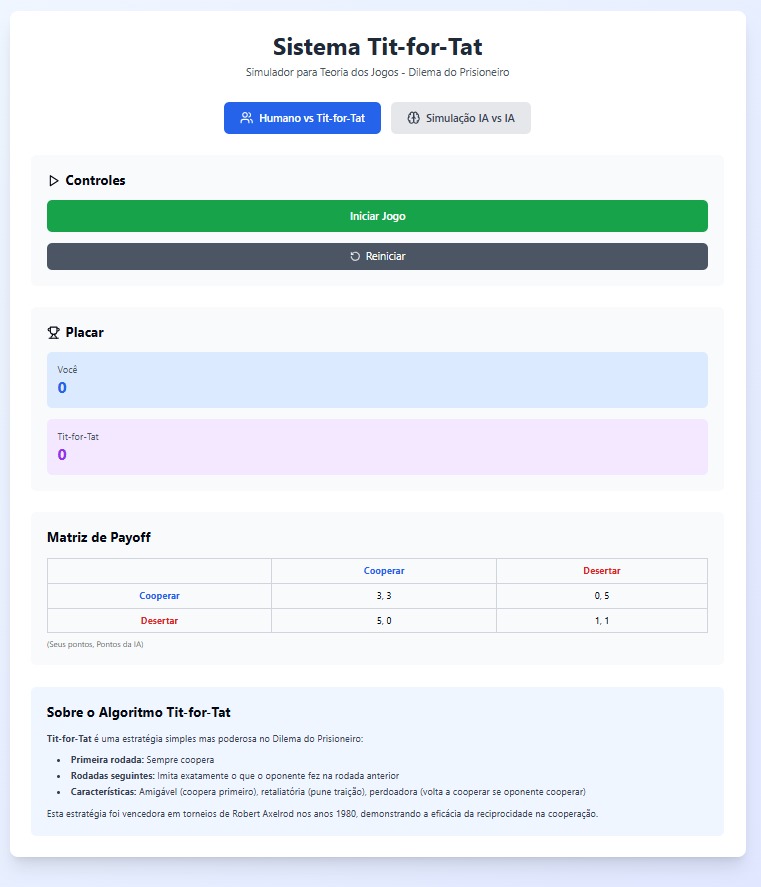 Sistema Tit-for-Tat
Simulador para Teoria dos Jogos - Dilema do Prisioneiro
Humano vs Tit-for-Tat
Simulação IA vs IA
Controles
Iniciar Jogo
Reiniciar
Placar
Você
0
Tit-for-Tat
0
Matriz de Payoff
Cooperar Desertar
Cooperar 3, 3 0, 5
Desertar 5, 0 1, 1
(Seus pontos, Pontos da IA)
Sobre o Algoritmo Tit-for-Tat
Tit-for-Tat é uma estratégia simples mas poderosa no Dilema do Prisioneiro:
• Primeira rodada: Sempre coopera
• Rodadas seguintes: Imita exatamente o que o oponente fez na rodada anterior
• Características: Amigável (coopera primeiro), retaliatória (pune traição), perdoadora (volta a cooperar se oponente cooperar)
Esta estratégia foi vencedora em torneios de Robert Axelrod nos anos 1980, demonstrando a eficácia da reciprocidade na cooperação.